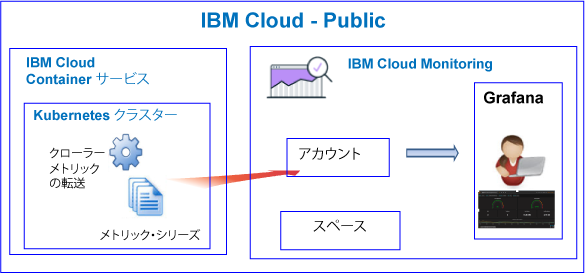 IBM Cloud - Public
IBM Cloud
Container サービス
Kubernetes クラスター
クローラー
メトリック
の転送
メトリック・シリーズ
IBM Cloud Monitoring
アカウント
スペース
Grafana